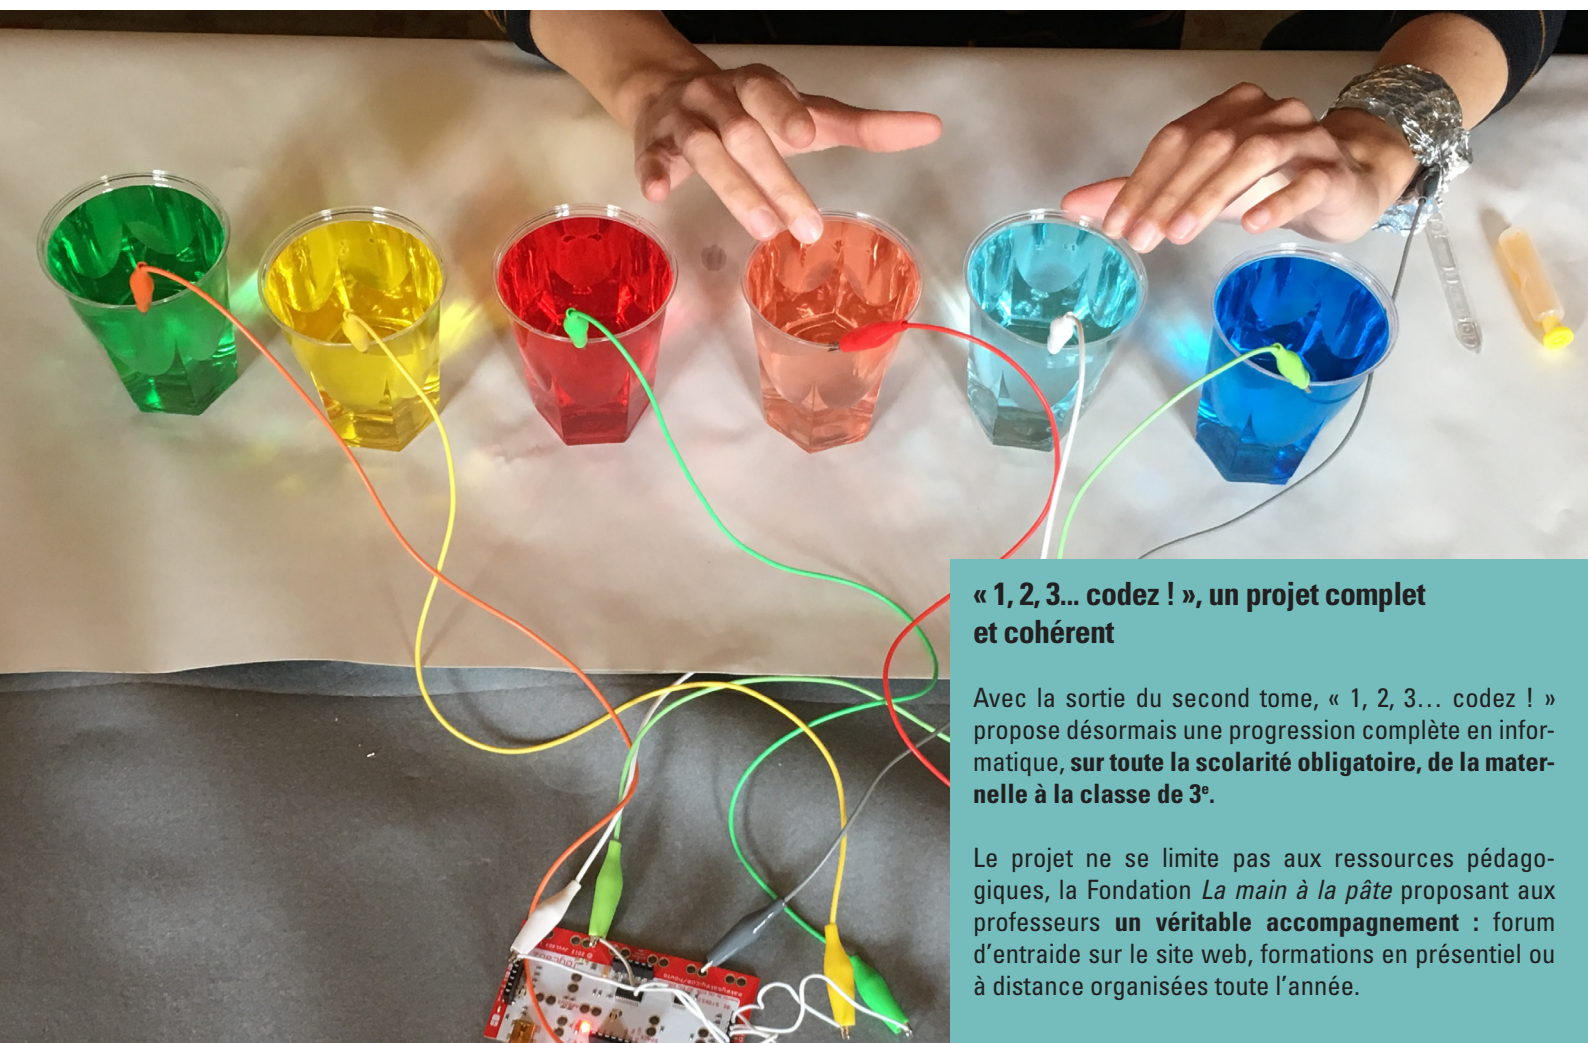 « 1, 2, 3... codez ! », un projet complet
et cohérent
Avec la sortie du second tome, « 1, 2, 3… codez ! »
propose désormais une progression complète en infor-
matique, sur toute la scolarité obligatoire, de la mater-
nelle à la classe de 3e.
Le projet ne se limite pas aux ressources pédago-
giques, la Fondation La main à la pâte proposant aux
professeurs un véritable accompagnement : forum
d’entraide sur le site web, formations en présentiel ou
à distance organisées toute l’année.